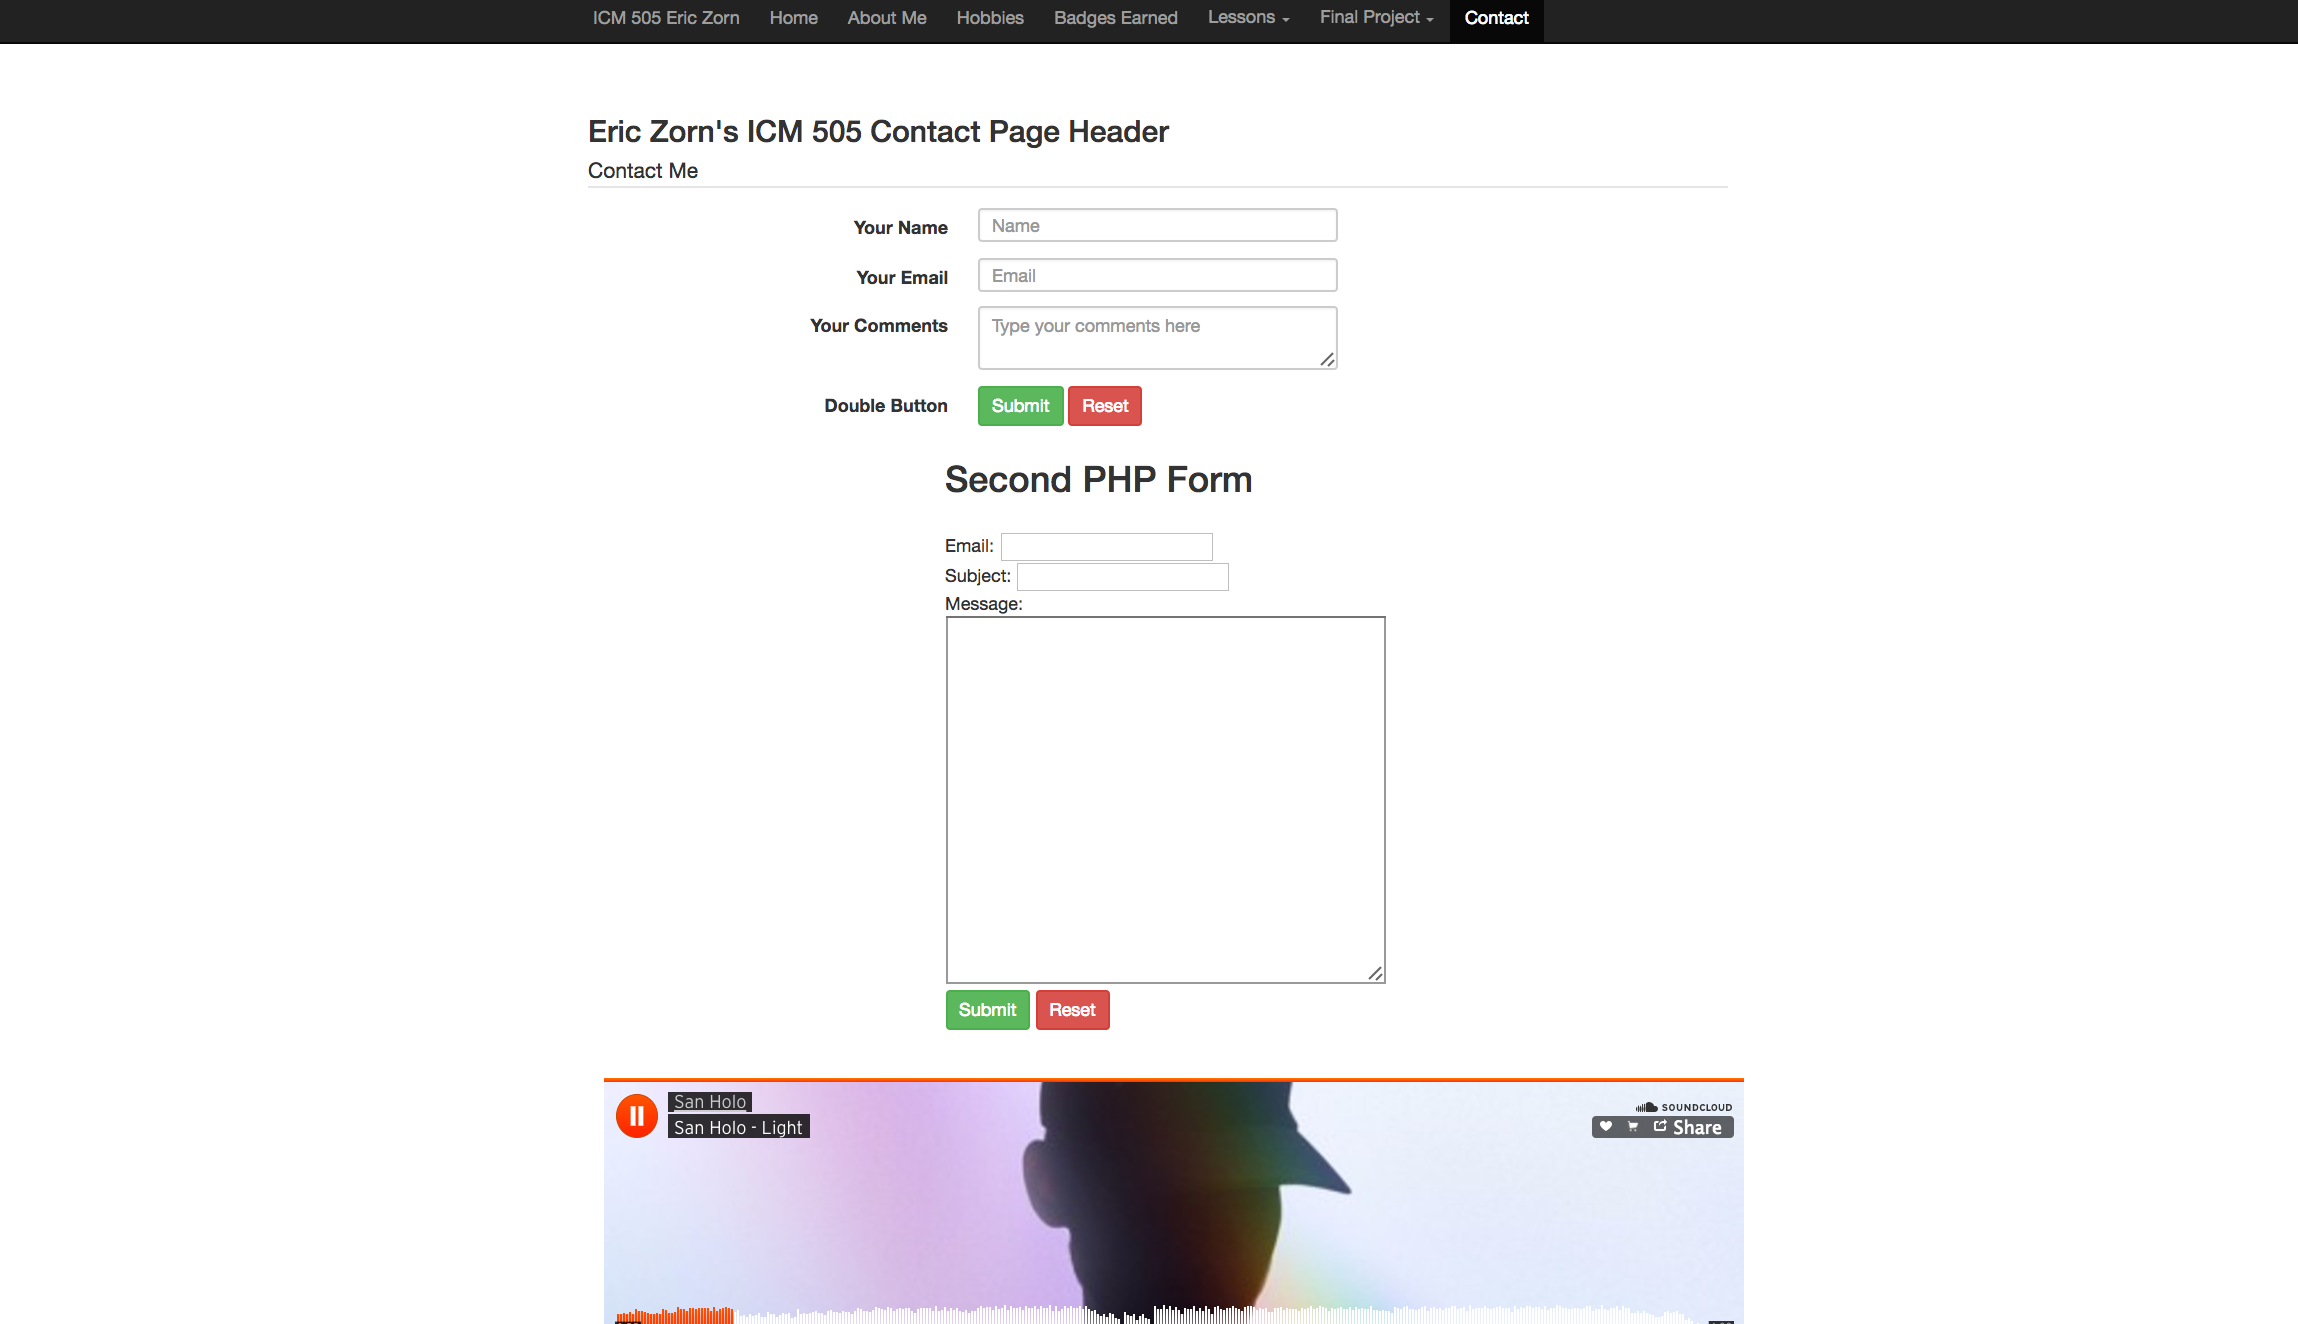 ICM 505 Eric Zorn Home About Me Hobbies Badges Earned Lessons Final Project Contact
Eric Zorn's ICM 505 Contact Page Header
Contact Me
Your Name Name
Your Email Email
Your Comments Type your comments here
Double Button Submit Reset
Second PHP Form
Email:
Subject:
Message:
Submit Reset
San Holo
SOUNDCLOUD
San Holo - Light
Share